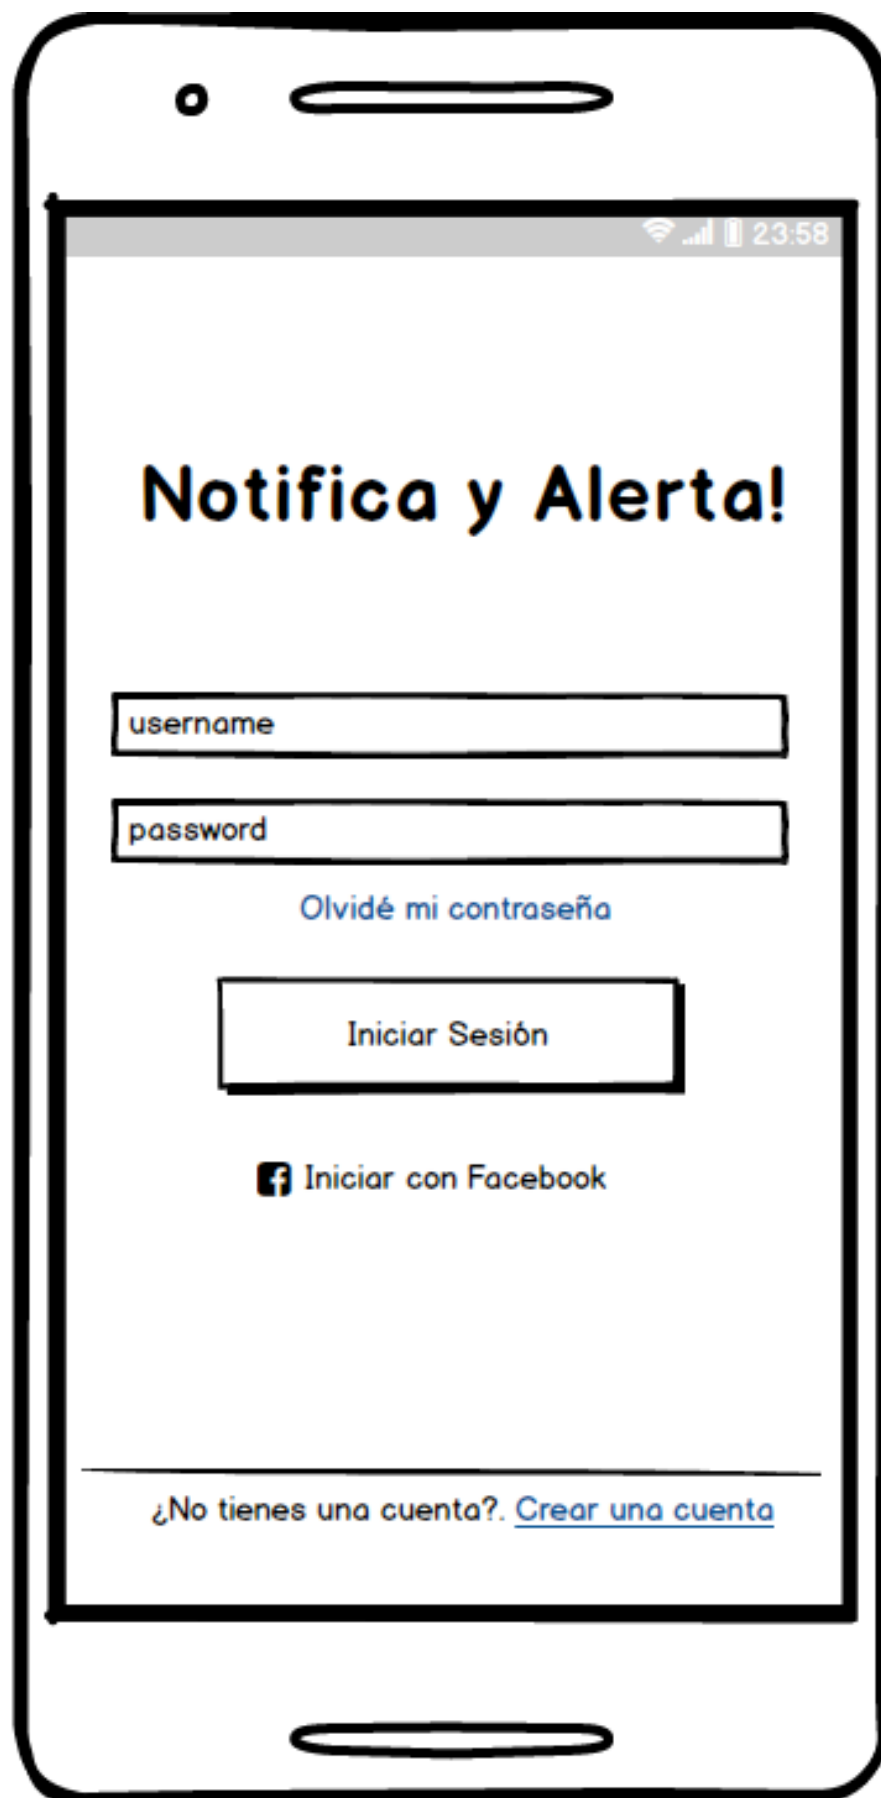 23:58
Notifica y Alerta!
username
password
Olvidé mi contraseña
Iniciar Sesión
Iniciar con Facebook
¿No tienes una cuenta?. Crear una cuenta